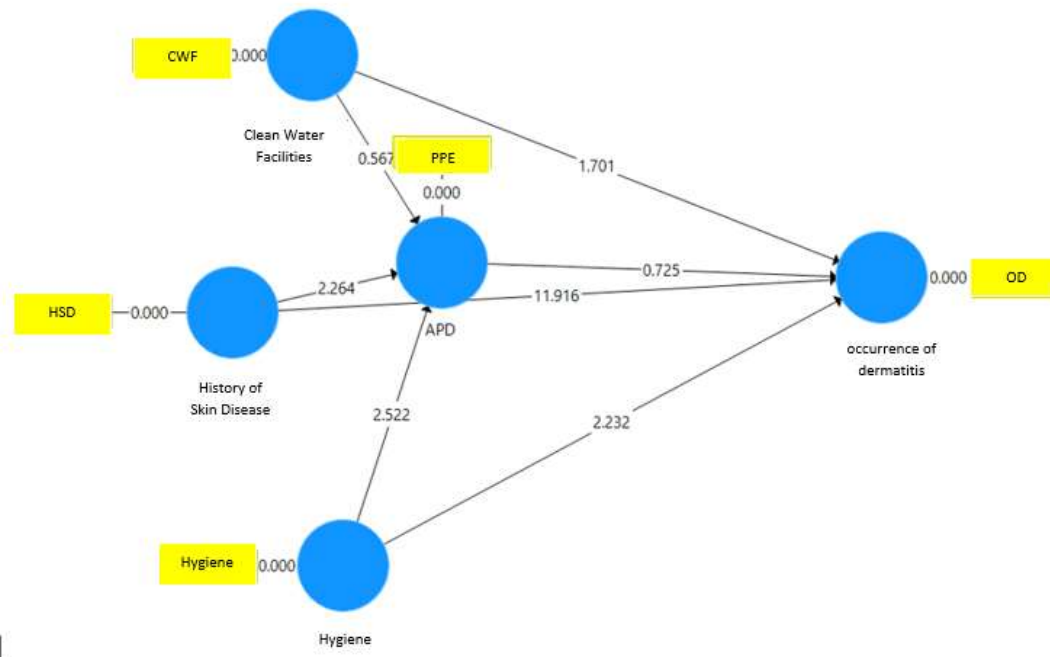 CWF
0.000
Clean Water
Facilities
0.567
PPE
0.000
1.701
HSD
0.000
2.264
APD
0.725
11.916
0.000
OD
occurrence of
dermatitis
History of
Skin Disease
2.522
2.232
Hygiene
0.000
Hygiene